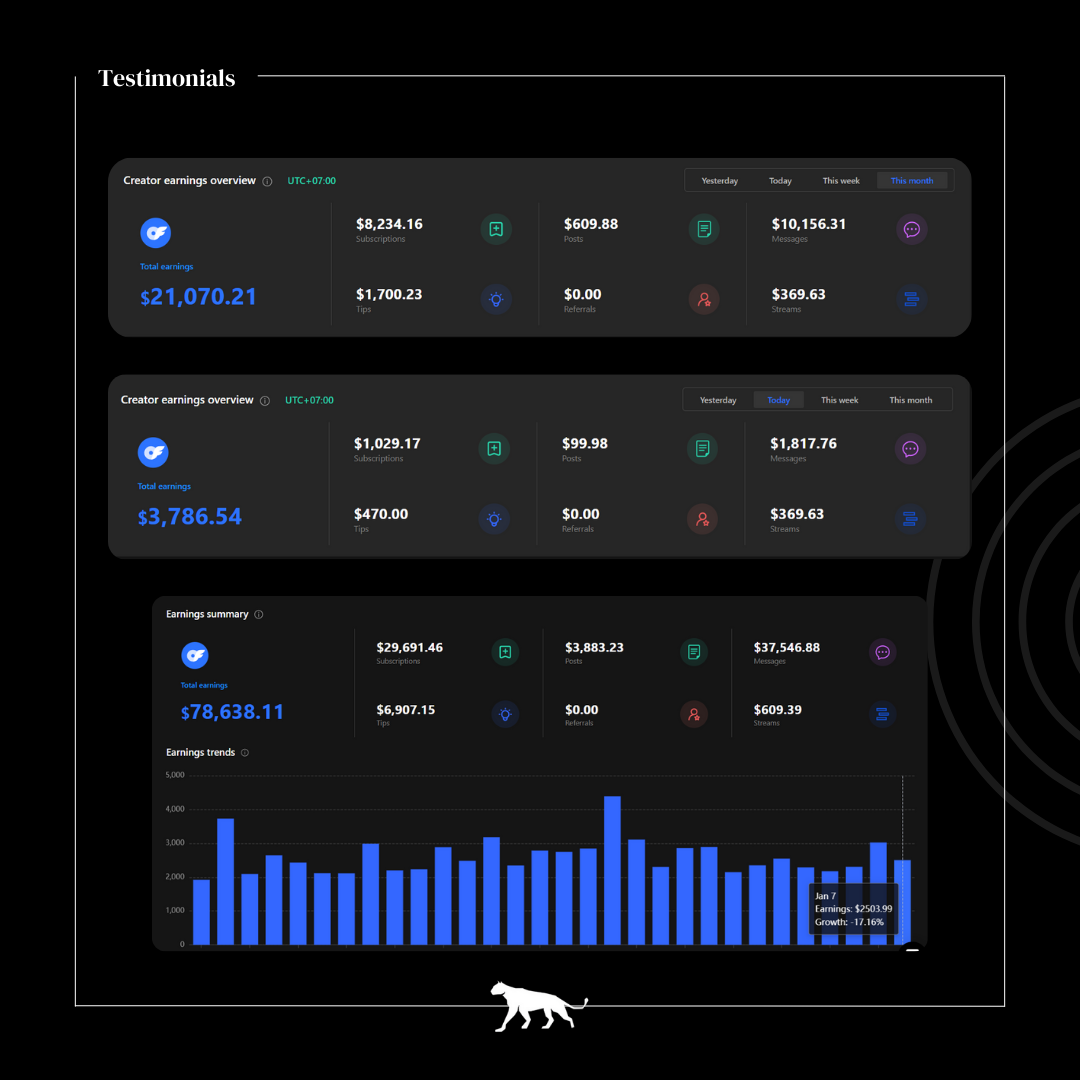 Testimonials
Creator earnings overview UTC+07:00 Yesterday Today This week This month
$8,234.16 $609.88 $10,156.31
Subscriptions Posts Messages
Total earnings
$21,070.21
$1,700.23 $0.00 $369.63
Tips Referrals Streams
Creator earnings overview UTC+07:00 Yesterday Today This week This month
$1,029.17 $99.98 $1,817.76
Subscriptions Posts Messages
Total earnings
$3,786.54
$470.00 $0.00 $369.63
Tips Referrals Streams
Earnings summary
$29,691.46 $3,883.23 $37,546.88
Subscriptions Posts Messages
Total earnings
$78,638.11
$6,907.15 $0.00 $609.39
Tips Referrals Streams
Earnings trends
5,000
4,000
3,000
2,000
1,000
0
Jan 7
Earnings: $2503.99
Growth: -17.16%